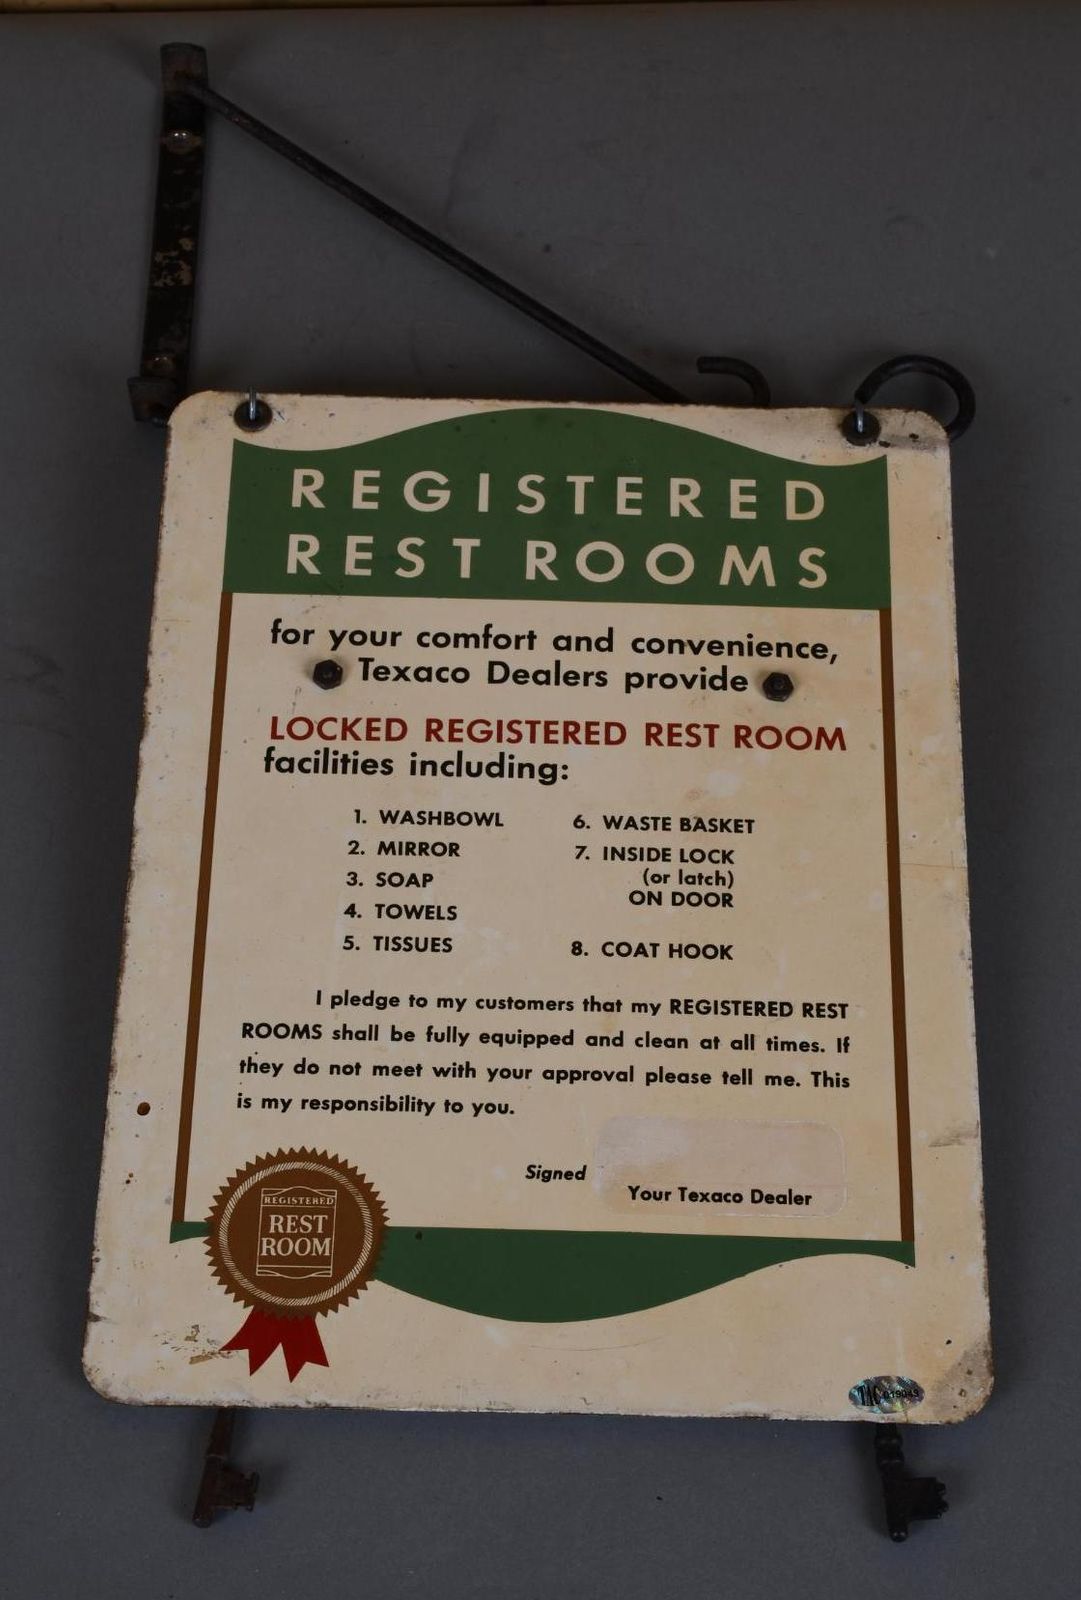 REGISTERED
REST ROOMS
for your comfort and convenience,
Texaco Dealers provide
LOCKED REGISTERED REST ROOM
facilities including:
1. WASHBOWL
2. MIRROR
3. SOAP
4. TOWELS
5. TISSUES
6. WASTE BASKET
7. INSIDE LOCK
(or latch)
ON DOOR
8. COAT HOOK
I pledge to my customers that my REGISTERED REST
ROOMS shall be fully equipped and clean at all times. If
they do not meet with your approval please tell me. This
is my responsibility to you.
Signed
Your Texaco Dealer
REGISTERED
REST
ROOM
TAC 019043